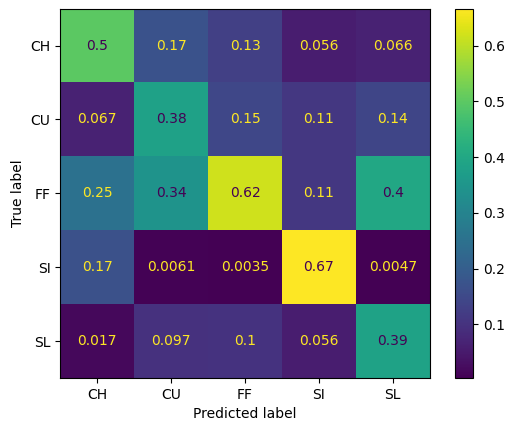 CH 0.5 0.17 0.13 0.056 0.066
CU 0.067 0.38 0.15 0.11 0.14
FF 0.25 0.34 0.62 0.11 0.4
SI 0.17 0.0061 0.0035 0.67 0.0047
SL 0.017 0.097 0.1 0.056 0.39
CH CU FF SI SL
Predicted label
True label
0.6
0.5
0.4
0.3
0.2
0.1